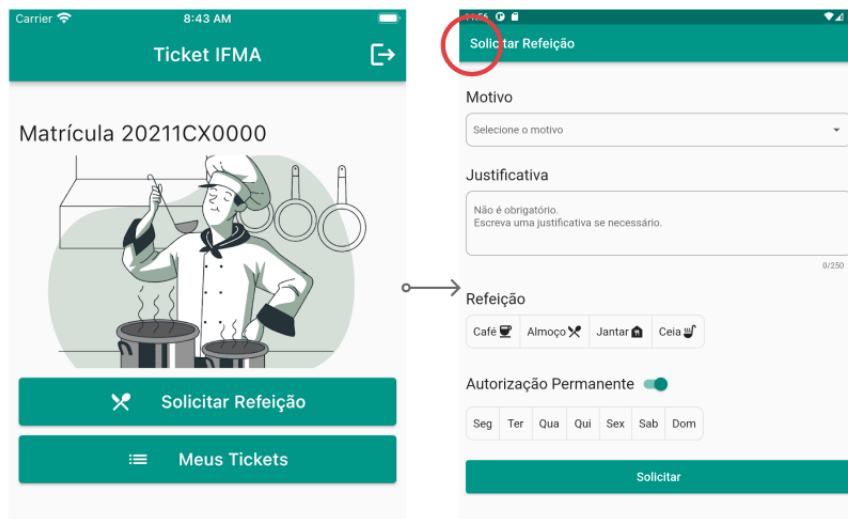 Carrier
8:43 AM
Ticket IFMA
Matrícula 20211CX0000
Solicitar Refeição
Meus Tickets
Solicitar Refeição
Motivo
Selecione o motivo
Justificativa
Não é obrigatório.
Escreva uma justificativa se necessário.
0/250
Refeição
Café Almoço Jantar Ceia
Autorização Permanente
Seg Ter Qua Qui Sex Sab Dom
Solicitar